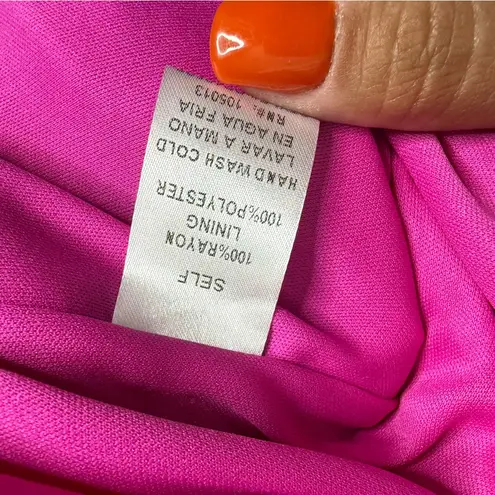 SELF
100%RAYON
LINING
100%POLYESTER
HAND WASH COLD
LAVAR A MANO
EN AGUA FRIA
RN#: 105013